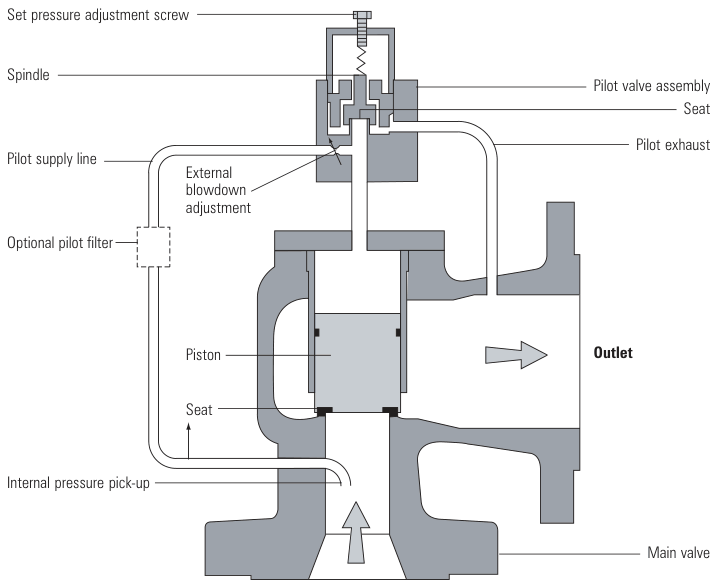 Set pressure adjustment screw
Spindle
Pilot valve assembly
Seat
Pilot exhaust
Pilot supply line
External
blowdown
adjustment
Optional pilot filter
Outlet
Piston
Seat
Internal pressure pick-up
Main valve